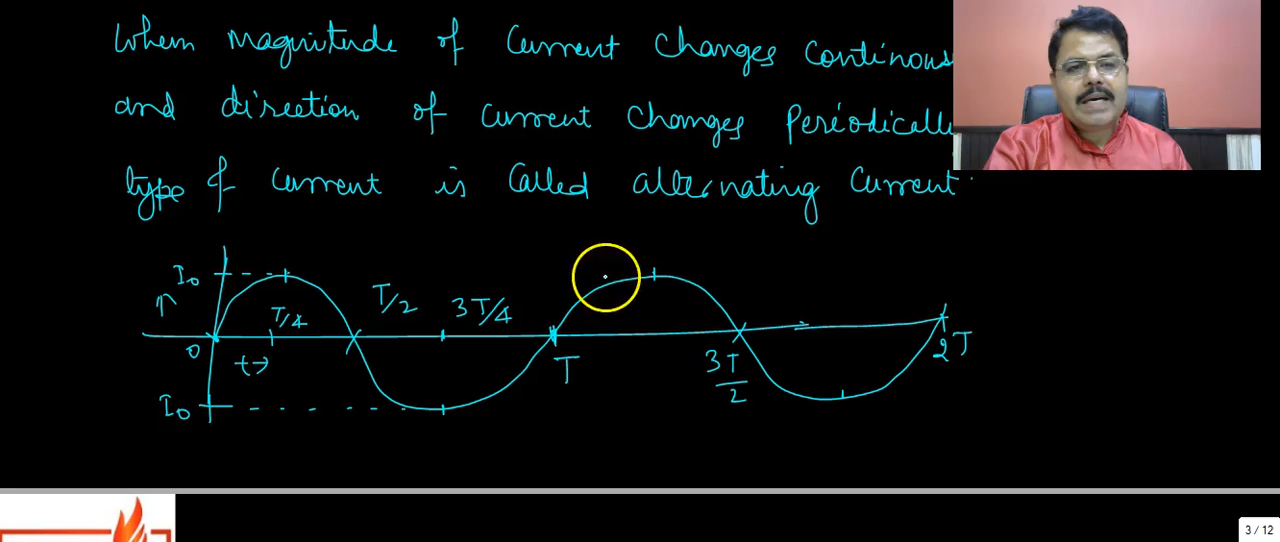 When magnitude of current changes continous
and direction of current changes periodicall
type of current is called alternating current.
I₀
↑
T/4
T/2
3T/4
0
t→
T
3T/2
2T
I₀
3 / 12